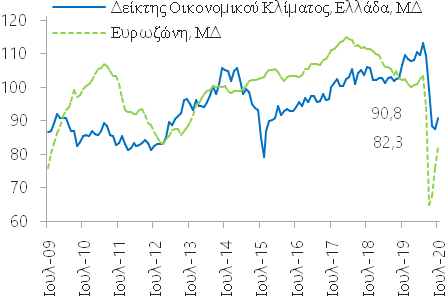 Δείκτης Οικονομικού Κλίματος, Ελλάδα, ΜΔ
Ευρωζώνη, ΜΔ
120
110
100
90
80
70
60
90,8
82,3
Ιουλ-09
Ιουλ-10
Ιουλ-11
Ιουλ-12
Ιουλ-13
Ιουλ-14
Ιουλ-15
Ιουλ-16
Ιουλ-17
Ιουλ-18
Ιουλ-19
Ιουλ-20